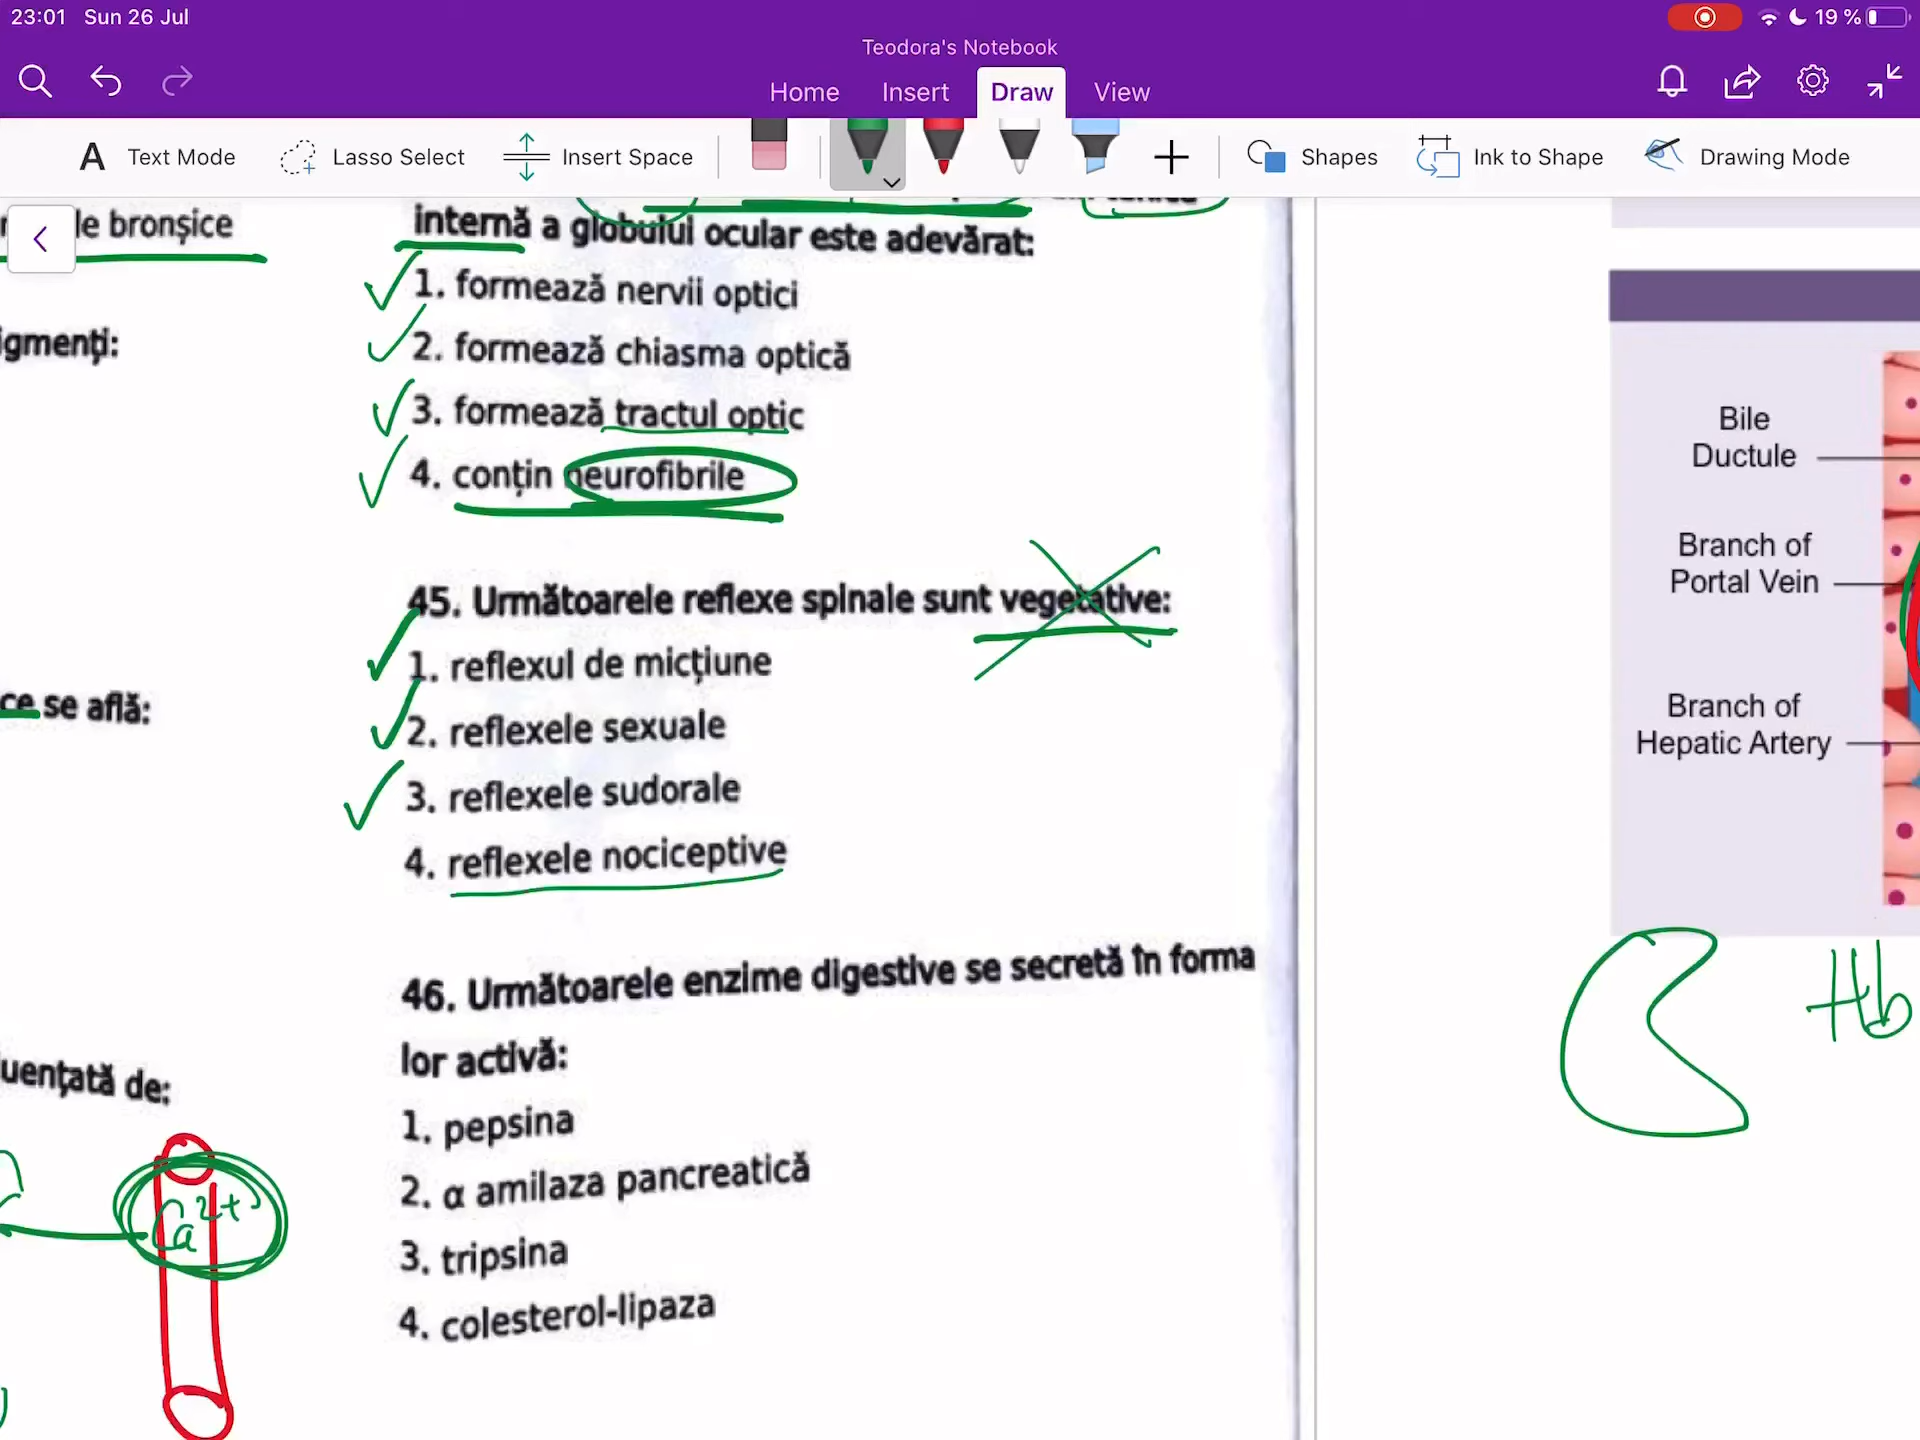 23:01 Sun 26 Jul
19 %
Teodora's Notebook
Home Insert Draw View
A Text Mode Lasso Select Insert Space Shapes Ink to Shape Drawing Mode
le bronșice
igmenți:
ce se află:
uențată de:
Ca2+
internă a globului ocular este adevărat:
1. formează nervii optici
2. formează chiasma optică
3. formează tractul optic
4. conțin neurofibrile
45. Următoarele reflexe spinale sunt vegetative:
1. reflexul de micțiune
2. reflexele sexuale
3. reflexele sudorale
4. reflexele nociceptive
46. Următoarele enzime digestive se secretă în forma
lor activă:
1. pepsina
2. α amilaza pancreatică
3. tripsina
4. colesterol-lipaza
Bile
Ductule
Branch of
Portal Vein
Branch of
Hepatic Artery
Hb